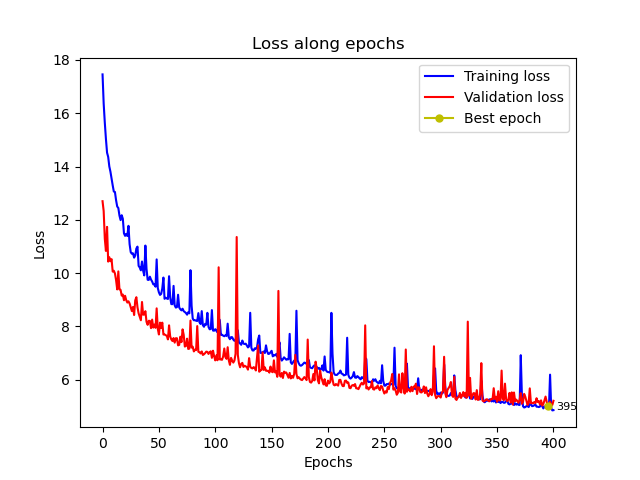 Loss along epochs
18
16
14
12
10
8
6
Loss
Training loss
Validation loss
Best epoch
395
0
50
100
150
200
250
300
350
400
Epochs